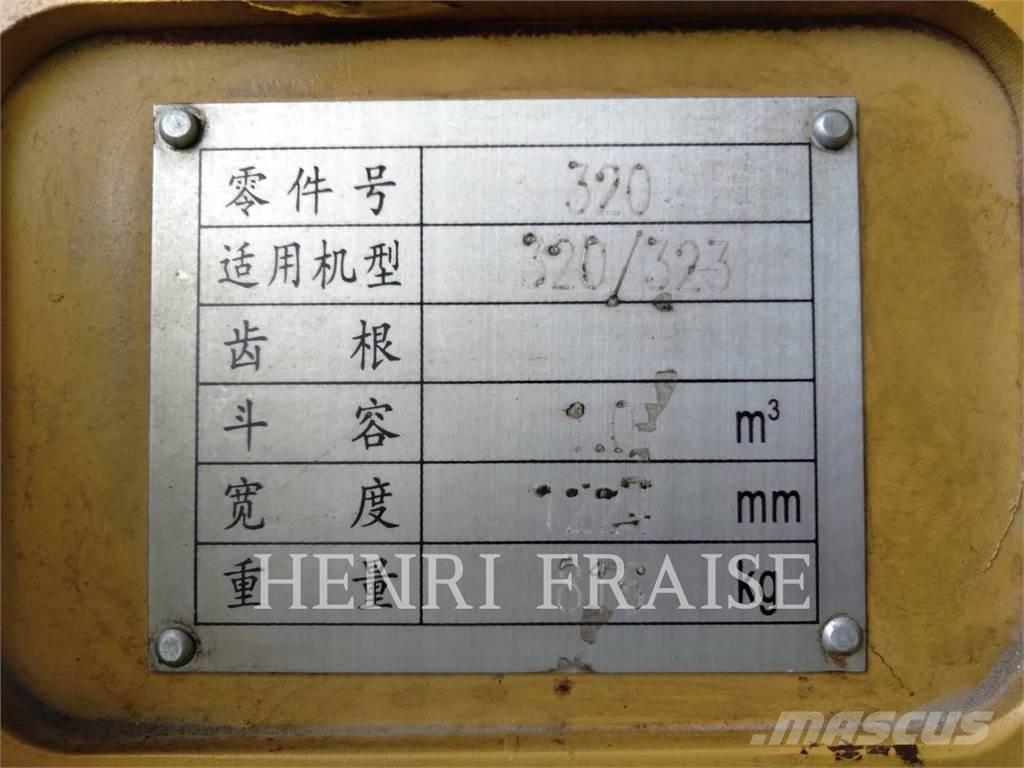 零件号 320
适用机型 320/323
齿根
斗容 m³
宽度 mm
重量 kg
HENRI FRAISE
MASCUS